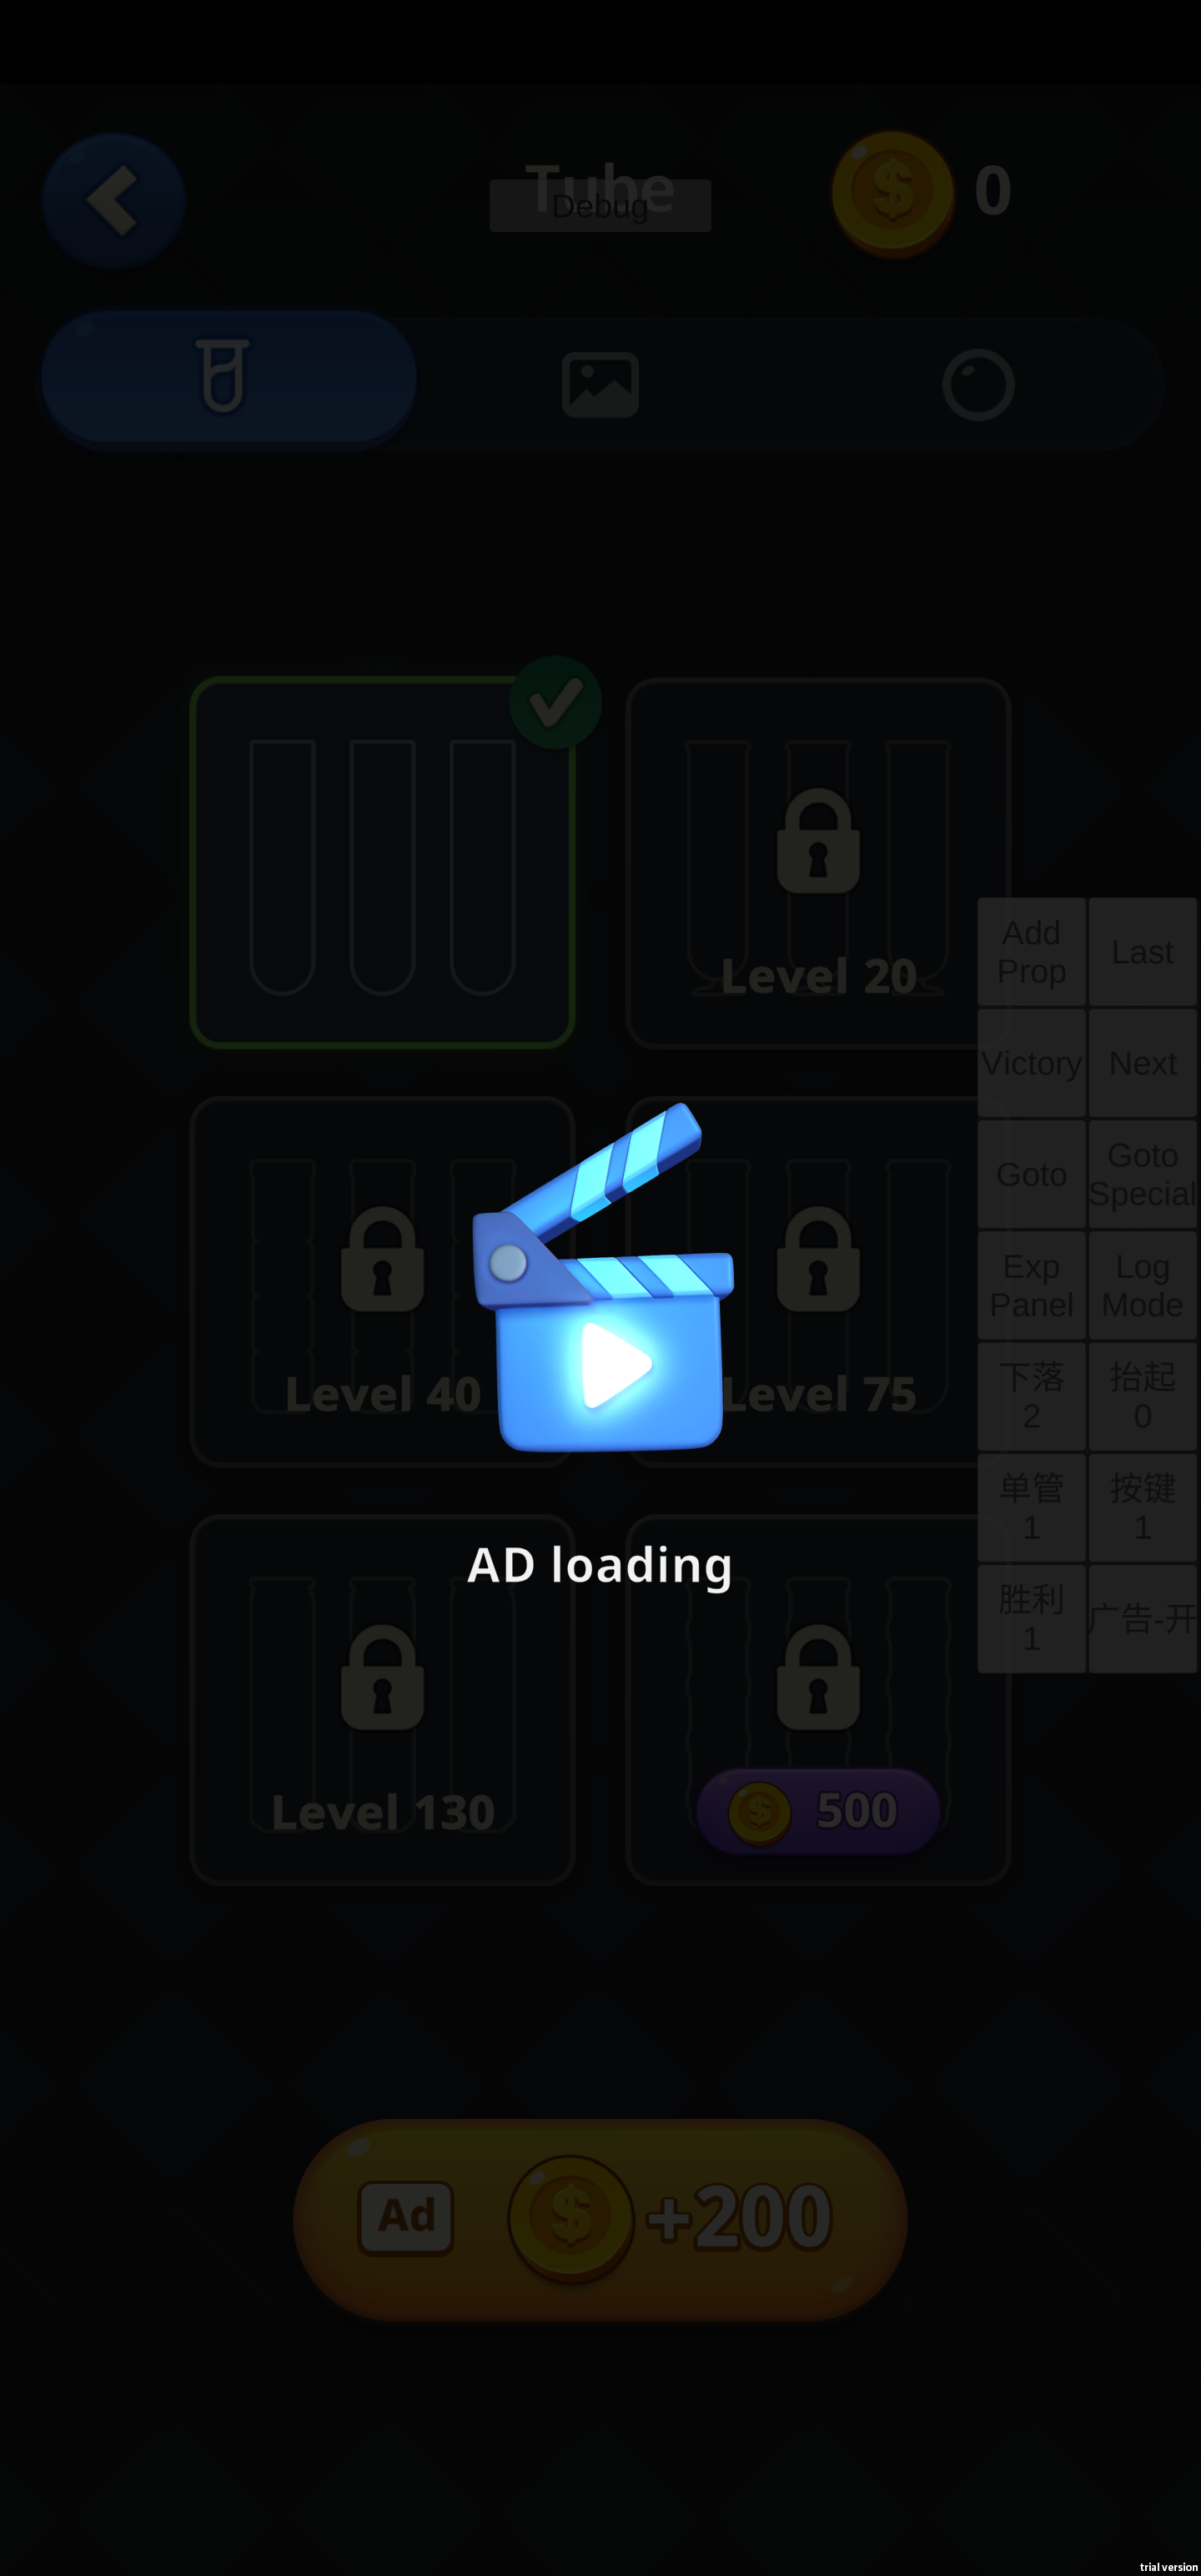 Tube
Debug
0
Add
Prop
Last
Level 20
Victory
Next
Goto
Goto
Special
Exp
Panel
Log
Mode
Level 40
Level 75
下落
2
抬起
0
单管
1
按键
1
AD loading
胜利
1
广告-开
Level 130
500
Ad
+200
trial version